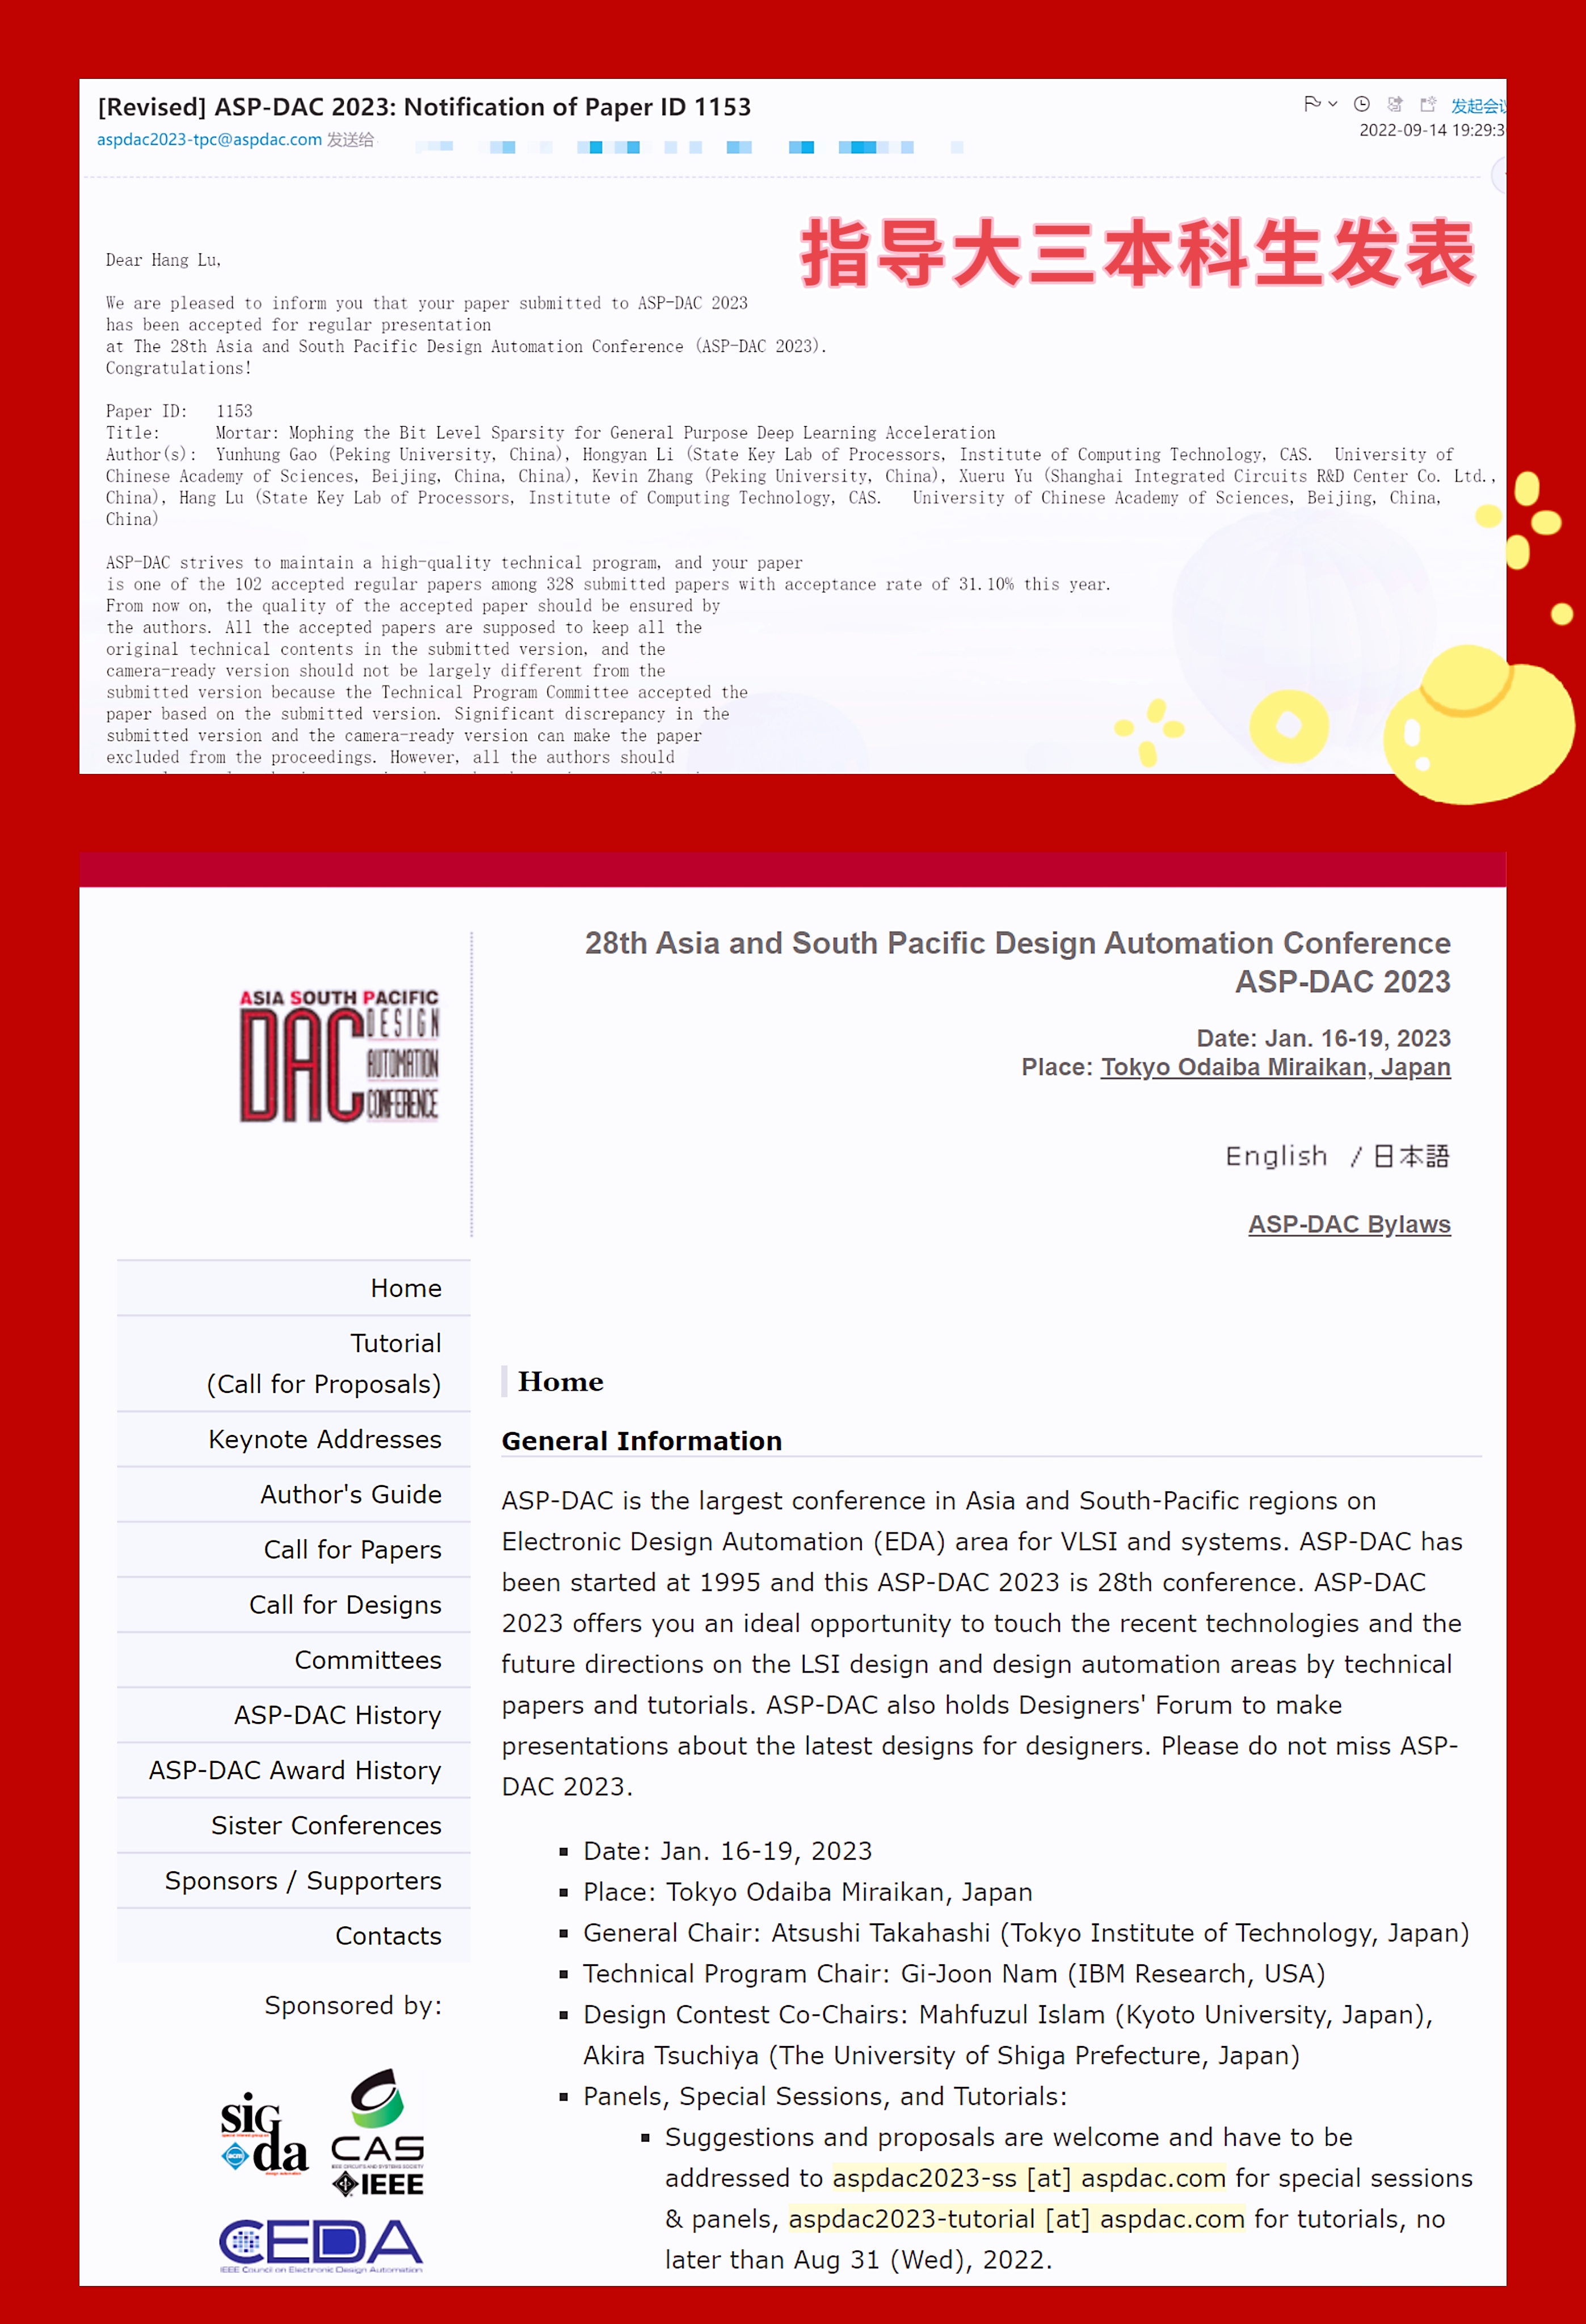 [Revised] ASP-DAC 2023: Notification of Paper ID 1153
发起会
aspdac2023-tpc@aspdac.com 发送给
2022-09-14 19:29:3
指导大三本科生发表
Dear Hang Lu,
We are pleased to inform you that your paper submitted to ASP-DAC 2023
has been accepted for regular presentation
at The 28th Asia and South Pacific Design Automation Conference (ASP-DAC 2023).
Congratulations!
Paper ID: 1153
Title: Mortar: Mophing the Bit Level Sparsity for General Purpose Deep Learning Acceleration
Author(s): Yunhung Gao (Peking University, China), Hongyan Li (State Key Lab of Processors, Institute of Computing Technology, CAS. University of
Chinese Academy of Sciences, Beijing, China, China), Kevin Zhang (Peking University, China), Xueru Yu (Shanghai Integrated Circuits R&D Center Co. Ltd.,
China), Hang Lu (State Key Lab of Processors, Institute of Computing Technology, CAS. University of Chinese Academy of Sciences, Beijing, China,
China)
ASP-DAC strives to maintain a high-quality technical program, and your paper
is one of the 102 accepted regular papers among 328 submitted papers with acceptance rate of 31.10% this year.
From now on, the quality of the accepted paper should be ensured by
the authors. All the accepted papers are supposed to keep all the
original technical contents in the submitted version, and the
camera-ready version should not be largely different from the
submitted version because the Technical Program Committee accepted the
paper based on the submitted version. Significant discrepancy in the
submitted version and the camera-ready version can make the paper
excluded from the proceedings. However, all the authors should
ASIA SOUTH PACIFIC
DAC
DESIGN
AUTOMATION
CONFERENCE
28th Asia and South Pacific Design Automation Conference
ASP-DAC 2023
Date: Jan. 16-19, 2023
Place: Tokyo Odaiba Miraikan, Japan
English / 日本語
ASP-DAC Bylaws
Home
Tutorial
(Call for Proposals)
Keynote Addresses
Author's Guide
Call for Papers
Call for Designs
Committees
ASP-DAC History
ASP-DAC Award History
Sister Conferences
Sponsors / Supporters
Contacts
Sponsored by:
sigda
CAS
IEEE
CEDA
IEEE Council on Electronic Design Automation
Home
General Information
ASP-DAC is the largest conference in Asia and South-Pacific regions on
Electronic Design Automation (EDA) area for VLSI and systems. ASP-DAC has
been started at 1995 and this ASP-DAC 2023 is 28th conference. ASP-DAC
2023 offers you an ideal opportunity to touch the recent technologies and the
future directions on the LSI design and design automation areas by technical
papers and tutorials. ASP-DAC also holds Designers' Forum to make
presentations about the latest designs for designers. Please do not miss ASP-
DAC 2023.
Date: Jan. 16-19, 2023
Place: Tokyo Odaiba Miraikan, Japan
General Chair: Atsushi Takahashi (Tokyo Institute of Technology, Japan)
Technical Program Chair: Gi-Joon Nam (IBM Research, USA)
Design Contest Co-Chairs: Mahfuzul Islam (Kyoto University, Japan),
Akira Tsuchiya (The University of Shiga Prefecture, Japan)
Panels, Special Sessions, and Tutorials:
Suggestions and proposals are welcome and have to be
addressed to aspdac2023-ss [at] aspdac.com for special sessions
& panels, aspdac2023-tutorial [at] aspdac.com for tutorials, no
later than Aug 31 (Wed), 2022.